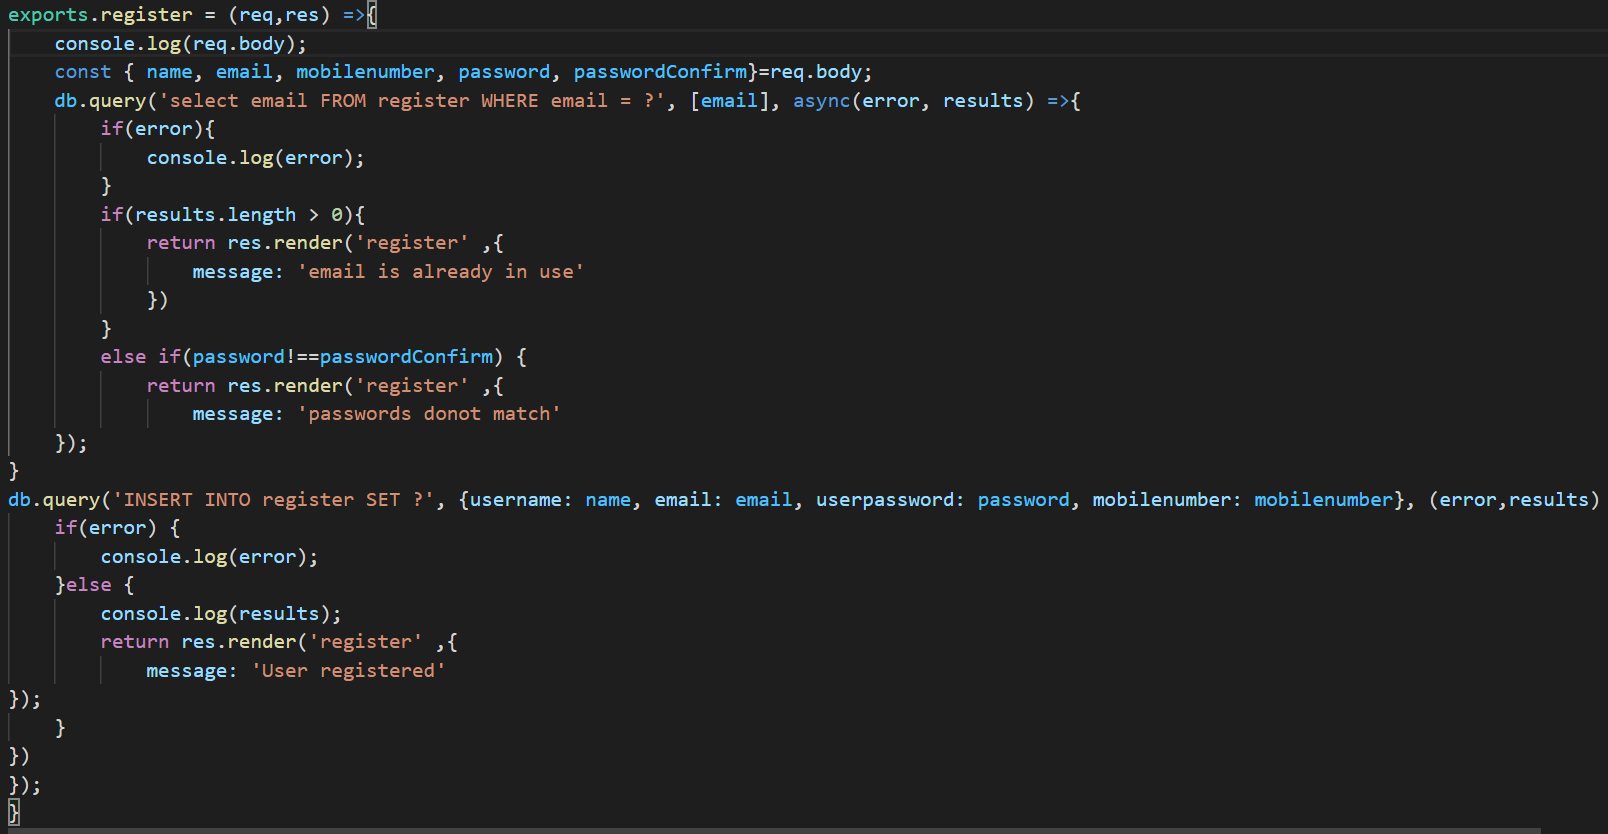 exports.register = (req,res) =>{
    console.log(req.body);
    const { name, email, mobilenumber, password, passwordConfirm}=req.body;
    db.query('select email FROM register WHERE email = ?', [email], async(error, results) =>{
        if(error){
            console.log(error);
        }
        if(results.length > 0){
            return res.render('register' ,{
                message: 'email is already in use'
            })
        }
        else if(password!==passwordConfirm) {
            return res.render('register' ,{
                message: 'passwords donot match'
    });
}
db.query('INSERT INTO register SET ?', {username: name, email: email, userpassword: password, mobilenumber: mobilenumber}, (error,results)
    if(error) {
        console.log(error);
    }else {
        console.log(results);
        return res.render('register' ,{
            message: 'User registered'
});
    }
})
});
}